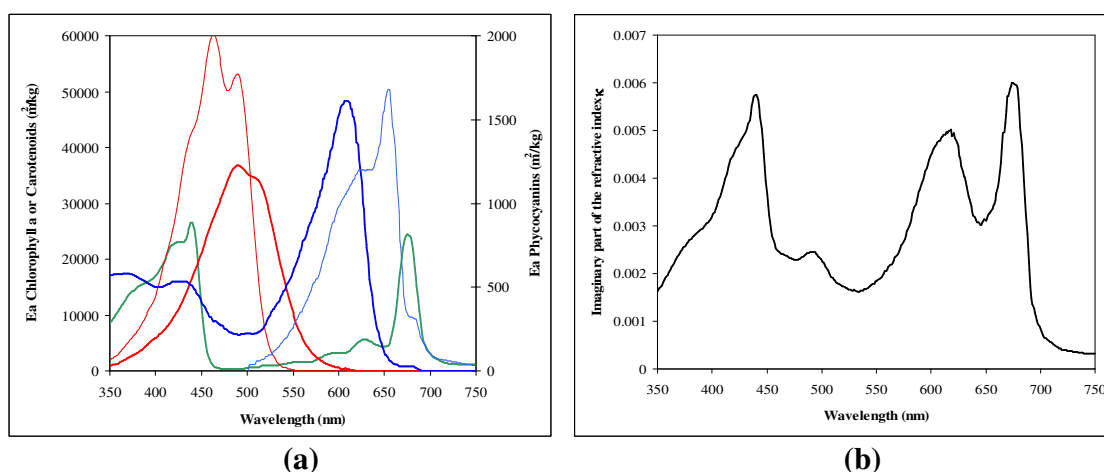 60000
50000
40000
30000
20000
10000
0
Ea Chlorophyll a or Carotenoids (m²/kg)
2000
1500
1000
500
0
Ea Phycocyanins (m²/kg)
350 400 450 500 550 600 650 700 750
Wavelength (nm)
(a)
0.007
0.006
0.005
0.004
0.003
0.002
0.001
0
Imaginary part of the refractive index κ
350 400 450 500 550 600 650 700 750
Wavelength (nm)
(b)